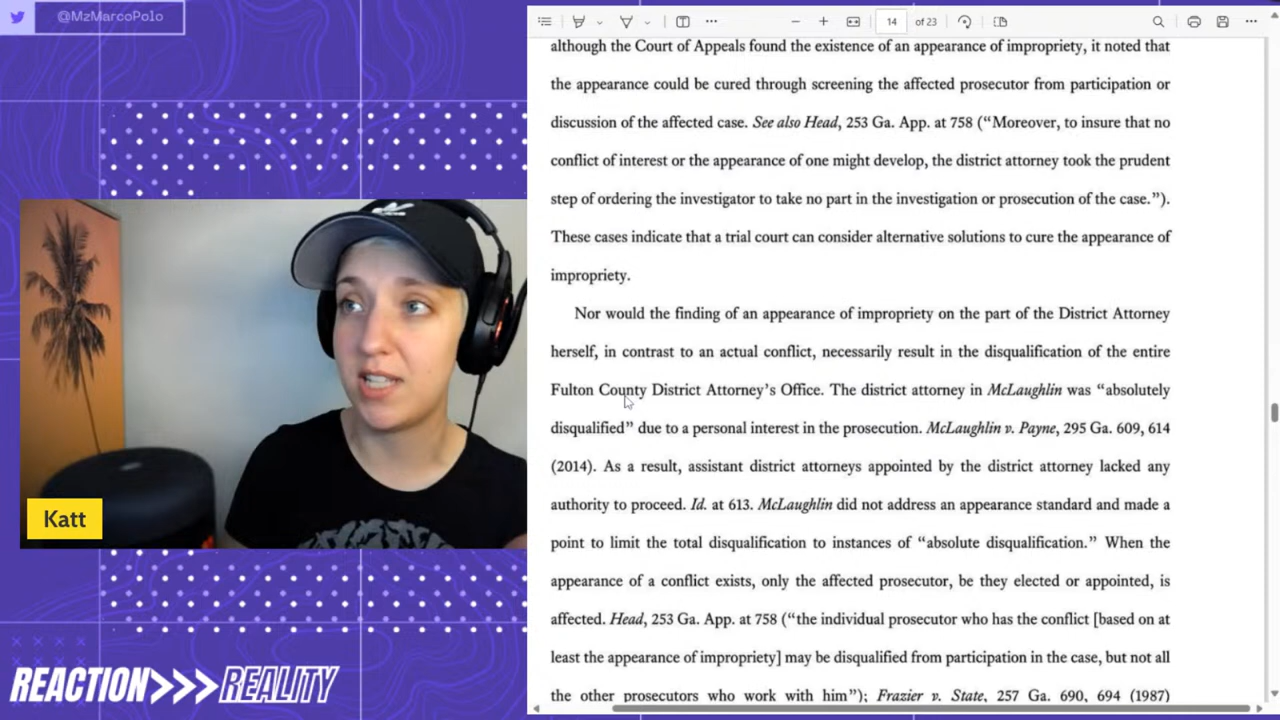 @MzMarcoPolo
14 of 23
although the Court of Appeals found the existence of an appearance of impropriety, it noted that
the appearance could be cured through screening the affected prosecutor from participation or
discussion of the affected case. See also Head, 253 Ga. App. at 758 (“Moreover, to insure that no
conflict of interest or the appearance of one might develop, the district attorney took the prudent
step of ordering the investigator to take no part in the investigation or prosecution of the case.”).
These cases indicate that a trial court can consider alternative solutions to cure the appearance of
impropriety.
Nor would the finding of an appearance of impropriety on the part of the District Attorney
herself, in contrast to an actual conflict, necessarily result in the disqualification of the entire
Fulton County District Attorney’s Office. The district attorney in McLaughlin was “absolutely
disqualified” due to a personal interest in the prosecution. McLaughlin v. Payne, 295 Ga. 609, 614
(2014). As a result, assistant district attorneys appointed by the district attorney lacked any
authority to proceed. Id. at 613. McLaughlin did not address an appearance standard and made a
point to limit the total disqualification to instances of “absolute disqualification.” When the
appearance of a conflict exists, only the affected prosecutor, be they elected or appointed, is
affected. Head, 253 Ga. App. at 758 (“the individual prosecutor who has the conflict [based on at
least the appearance of impropriety] may be disqualified from participation in the case, but not all
the other prosecutors who work with him”); Frazier v. State, 257 Ga. 690, 694 (1987)
Katt
REACTION>>>REALITY